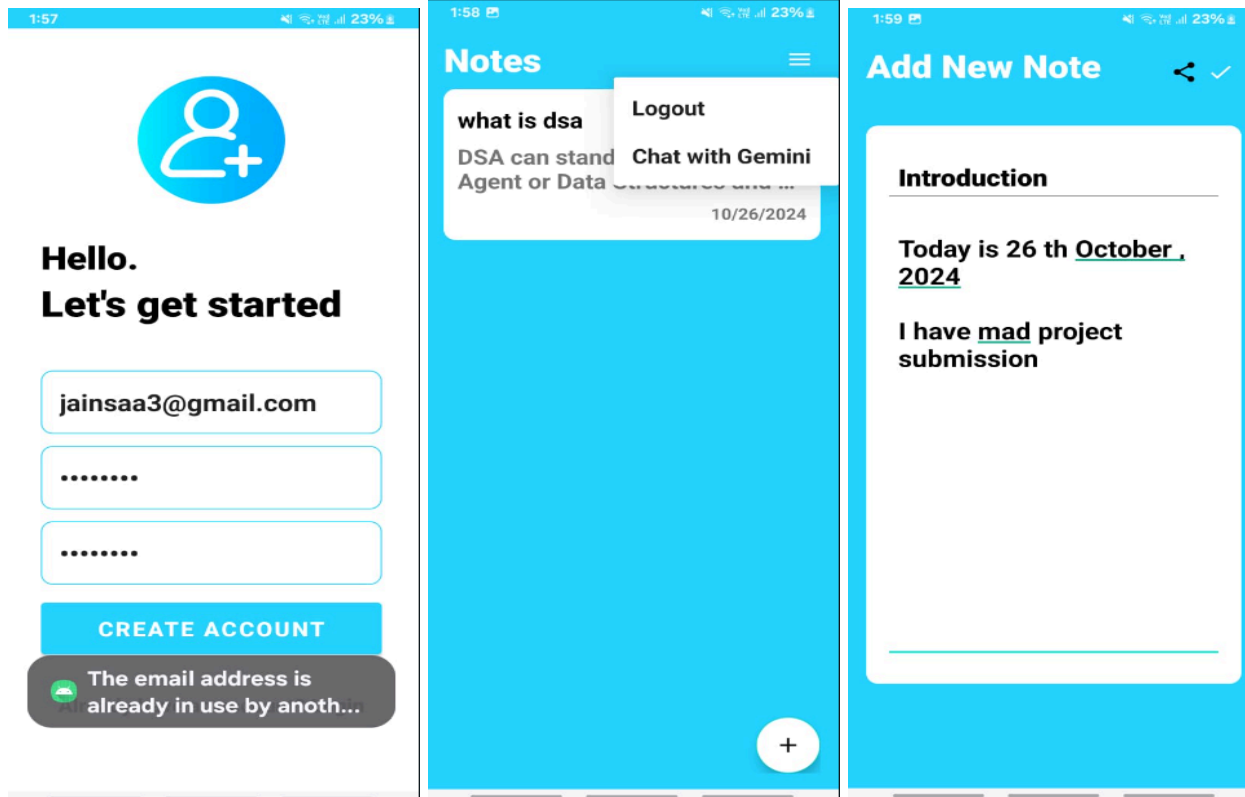 1:57
23%
Hello.
Let's get started
jainsaa3@gmail.com
••••••••
••••••••
CREATE ACCOUNT
The email address is
already in use by anoth...
1:58
23%
Notes
Logout
Chat with Gemini
what is dsa
DSA can stand
Agent or Data Structures and ...
10/26/2024
+
1:59
23%
Add New Note
Introduction
Today is 26 th October ,
2024
I have mad project
submission